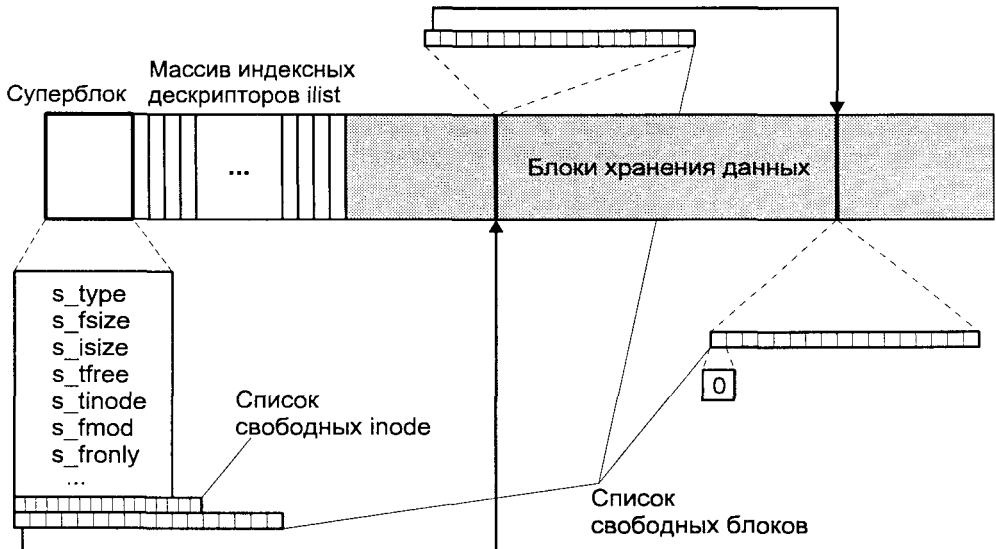 Массив индексных
дескрипторов ilist
Суперблок
...
Блоки хранения данных
s_type
s_fsize
s_isize
s_tfree
s_tinode
s_fmod
s_fronly
...
Список
свободных inode
0
Список
свободных блоков